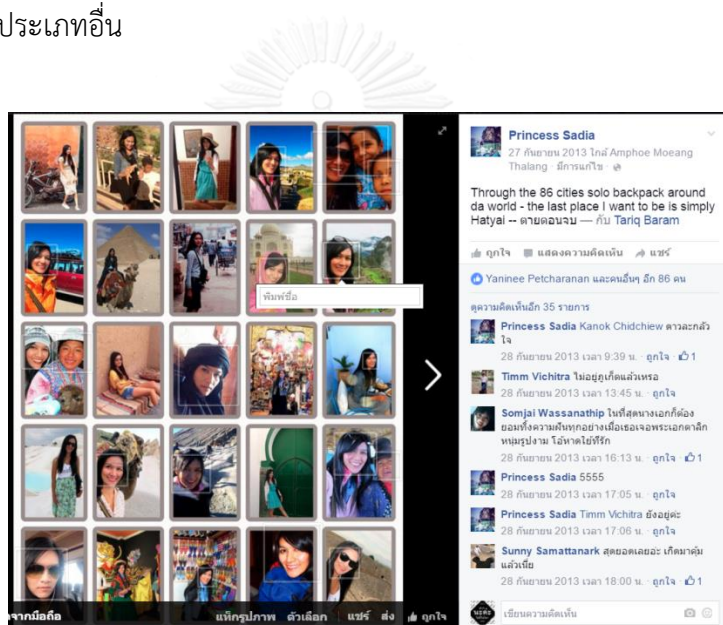 ประเภทอื่น
Princess Sadia
27 กันยายน 2013 ใกล้ Amphoe Moeang
Thalang · มีการแก้ไข ·
Through the 86 cities solo backpack around
da world - the last place I want to be is simply
Hatyai -- ตายตอนจบ — กับ Tariq Baram
ถูกใจ แสดงความคิดเห็น แชร์
Yaninee Petcharanan และคนอื่นๆ อีก 86 คน
ดูความคิดเห็นอีก 35 รายการ
Princess Sadia Kanok Chidchiew ดาวละกลัว
ใจ
28 กันยายน 2013 เวลา 9:39 น. · ถูกใจ · 1
Timm Vichitra ไม่อยู่ภูเก็ตแล้วเหรอ
28 กันยายน 2013 เวลา 13:45 น. · ถูกใจ
Somjai Wassanathip ในที่สุดนางเอกก็ต้อง
ยอมทิ้งความฝันทุกอย่างเมื่อเธอเจอพระเอกตาลึก
หนุ่มรูปงาม โอ้หาดใย้ที่รัก
28 กันยายน 2013 เวลา 16:13 น. · ถูกใจ · 1
Princess Sadia 5555
28 กันยายน 2013 เวลา 17:05 น. · ถูกใจ
Princess Sadia Timm Vichitra ยังอยู่ค่ะ
28 กันยายน 2013 เวลา 17:06 น. · ถูกใจ
Sunny Samattanark สุดยอดเลยอะ เกิดมาคุ้ม
แล้วเนี่ย
28 กันยายน 2013 เวลา 18:00 น. · ถูกใจ · 1
เขียนความคิดเห็น
พิมพ์ชื่อ
จากมือถือ แท็กรูปภาพ ตัวเลือก แชร์ ส่ง ถูกใจ